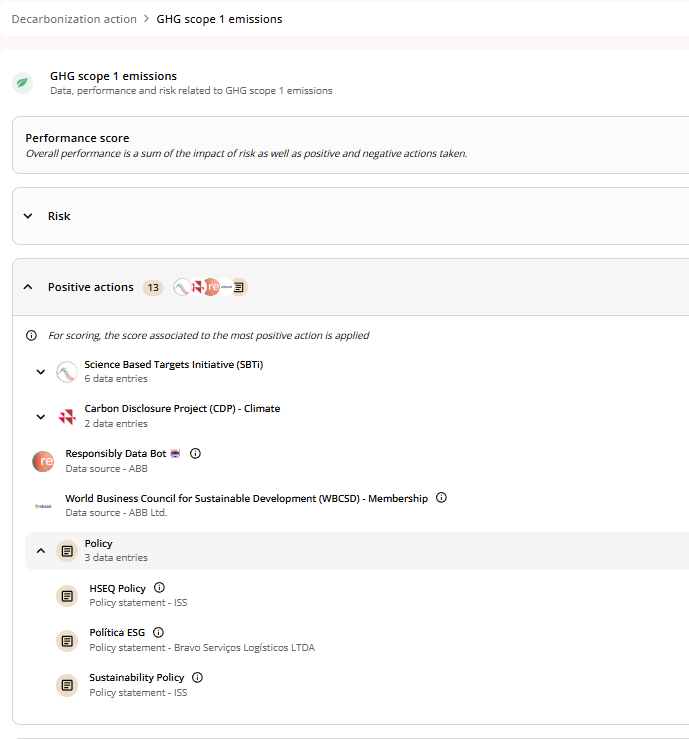 Decarbonization action > GHG scope 1 emissions
GHG scope 1 emissions
Data, performance and risk related to GHG scope 1 emissions
Performance score
Overall performance is a sum of the impact of risk as well as positive and negative actions taken.
Risk
Positive actions 13 re
For scoring, the score associated to the most positive action is applied
Science Based Targets Initiative (SBTi)
6 data entries
Carbon Disclosure Project (CDP) - Climate
2 data entries
re
Responsibly Data Bot
Data source - ABB
World Business Council for Sustainable Development (WBCSD) - Membership
wbcsd
Data source - ABB Ltd.
Policy
3 data entries
HSEQ Policy
Policy statement - ISS
Política ESG
Policy statement - Bravo Serviços Logísticos LTDA
Sustainability Policy
Policy statement - ISS